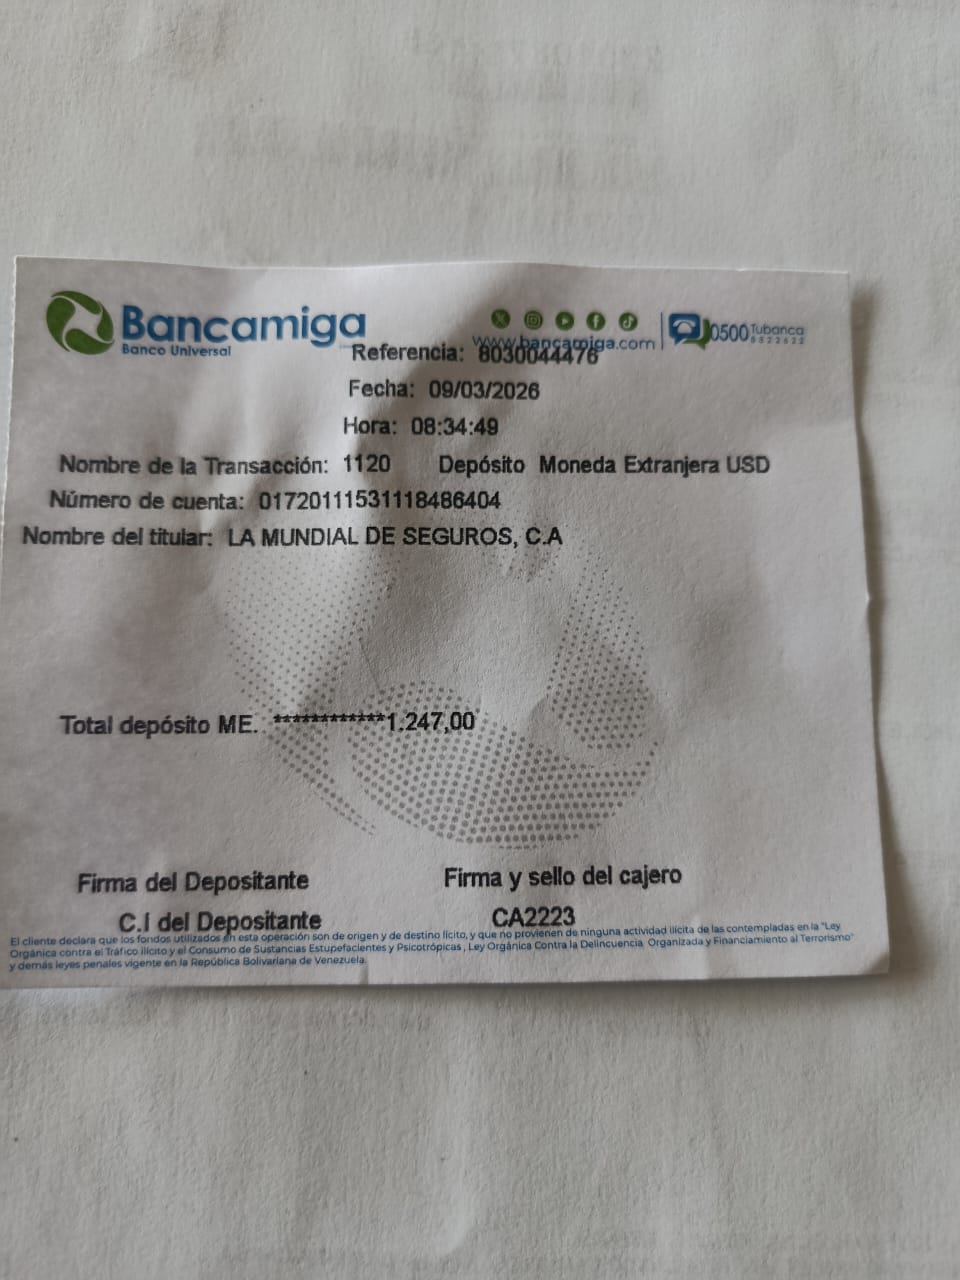 Bancamiga
Banco Universal
www.bancamiga.com
0500 Tubanca
6822622
Referencia: 8030044476
Fecha: 09/03/2026
Hora: 08:34:49
Nombre de la Transacción: 1120 Depósito Moneda Extranjera USD
Número de cuenta: 01720111531118486404
Nombre del titular: LA MUNDIAL DE SEGUROS, C.A
Total depósito ME. ************1.247,00
Firma del Depositante Firma y sello del cajero
C.I del Depositante CA2223
El cliente declara que los fondos utilizados en esta operación son de origen y de destino lícito, y que no provienen de ninguna actividad ilícita de las contempladas en la "Ley
Orgánica contra el Tráfico ilícito y el Consumo de Sustancias Estupefacientes y Psicotrópicas, Ley Orgánica Contra la Delincuencia Organizada y Financiamiento al Terrorismo"
y demás leyes penales vigente en la República Bolivariana de Venezuela.